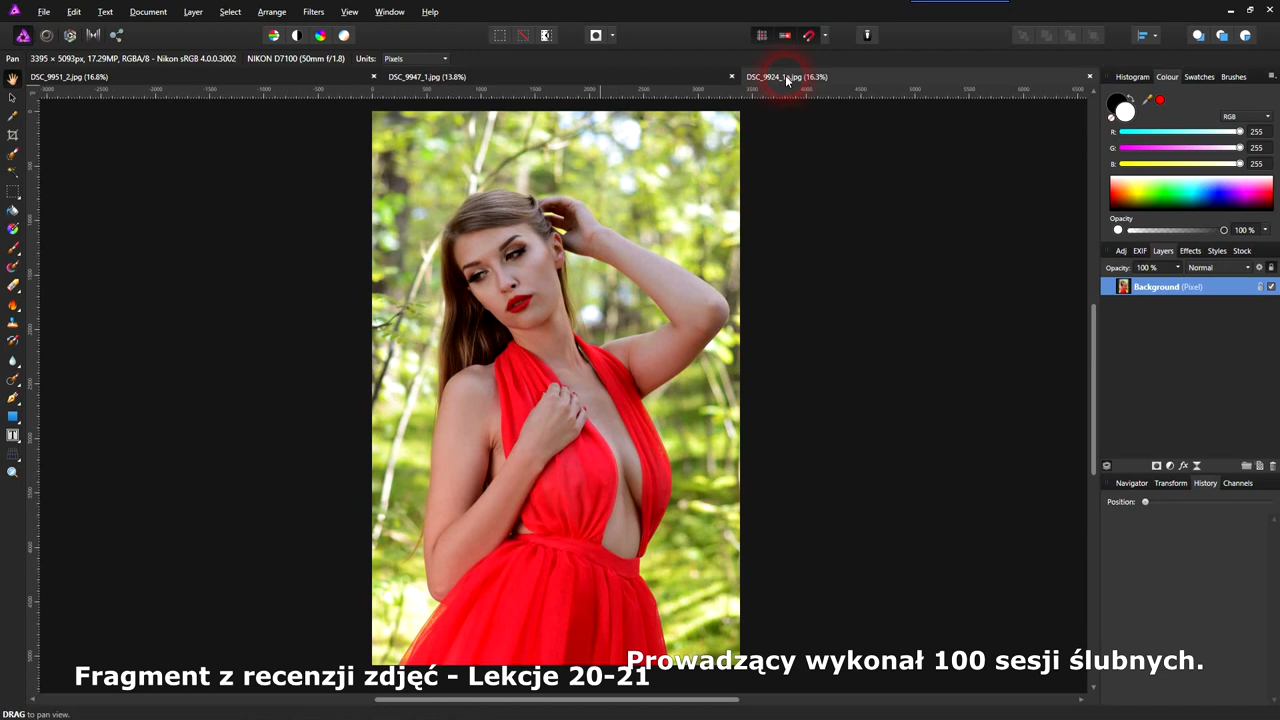 File Edit Text Document Layer Select Arrange Filters View Window Help
Pan 3395 × 5093px, 17.29MP, RGBA/8 - Nikon sRGB 4.0.0.3002 NIKON D7100 (50mm f/1.8) Units: Pixels
DSC_9951_2.jpg (16.8%) DSC_9947_1.jpg (13.8%) (16.3%)
Histogram Colour Swatches Brushes
RGB
R: 255
G: 255
B: 255
Opacity
100 %
Adj EXIF Layers Effects Styles Stock
Opacity: 100 % Normal
Background (Pixel)
Navigator Transform History Channels
Position:
Fragment z recenzji zdjęć - Lekcje 20-21
Prowadzący wykonał 100 sesji ślubnych.
DRAG to pan view.